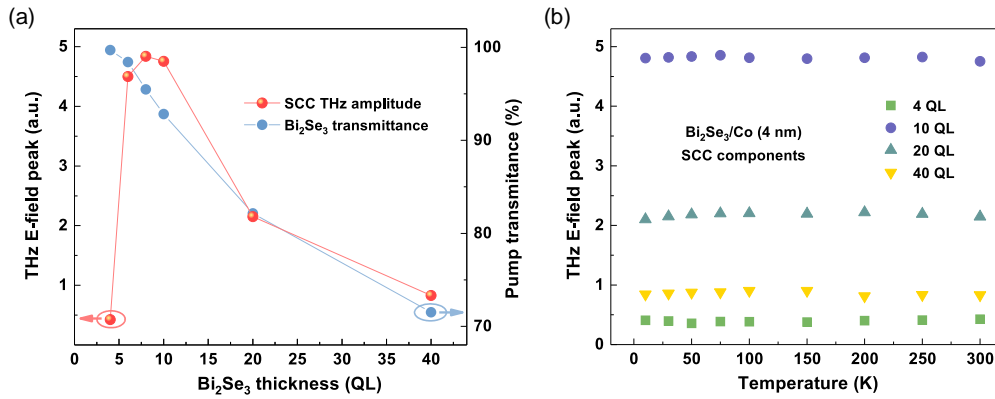 (a)
5
4
3
2
1
0
THz E-field peak (a.u.)
SCC THz amplitude
Bi₂Se₃ transmittance
100
90
80
70
Pump transmitance (%)
0 5 10 15 20 25 30 35 40
Bi₂Se₃ thickness (QL)
(b)
5
4
3
2
1
0
THz E-field peak (a.u.)
Bi₂Se₃/Co (4 nm)
SCC components
4 QL
10 QL
20 QL
40 QL
0 50 100 150 200 250 300
Temperature (K)